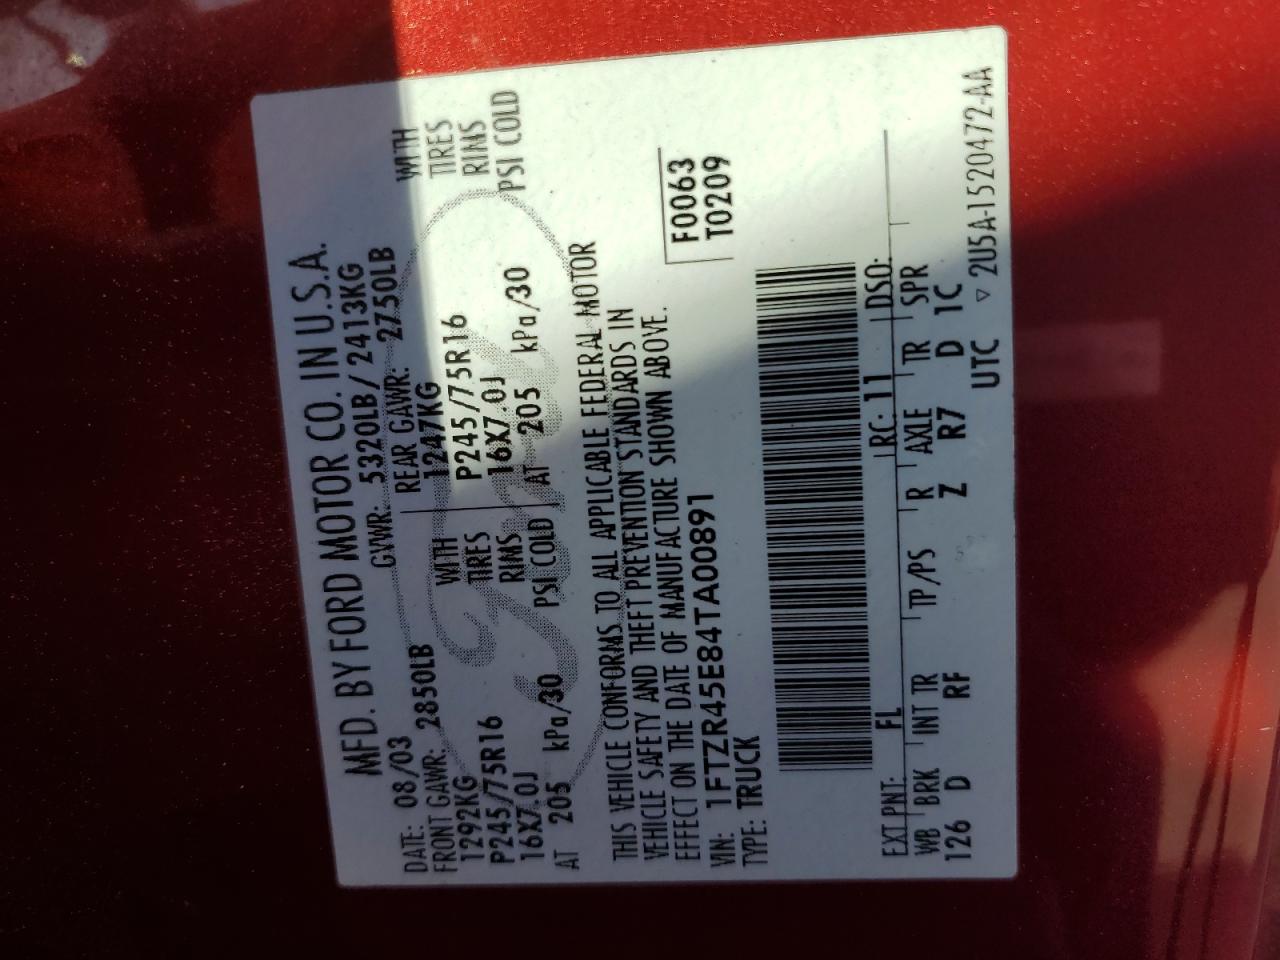 MFD. BY FORD MOTOR CO. IN U.S.A.
DATE: 08/03 GVWR: 5320LB/2413KG
FRONT GAWR: 2850LB REAR GAWR: 2750LB
1292KG WITH 1247KG WITH
P245/75R16 TIRES P245/75R16 TIRES
16X7.0J RIMS 16X7.0J RIMS
AT 205 kPa/30 PSI COLD AT 205 kPa/30 PSI COLD
THIS VEHICLE CONFORMS TO ALL APPLICABLE FEDERAL MOTOR
VEHICLE SAFETY AND THEFT PREVENTION STANDARDS IN
EFFECT ON THE DATE OF MANUFACTURE SHOWN ABOVE.
VIN: 1FTZR45E84TA00891 F0063
TYPE: TRUCK T0209
EXT PNT: FL RC: 11 DSO:
WB BRK INT TR TP/PS R AXLE TR SPR
126 D RF Z R7 D 1C
UTC ▽ 2U5A-1520472-AA